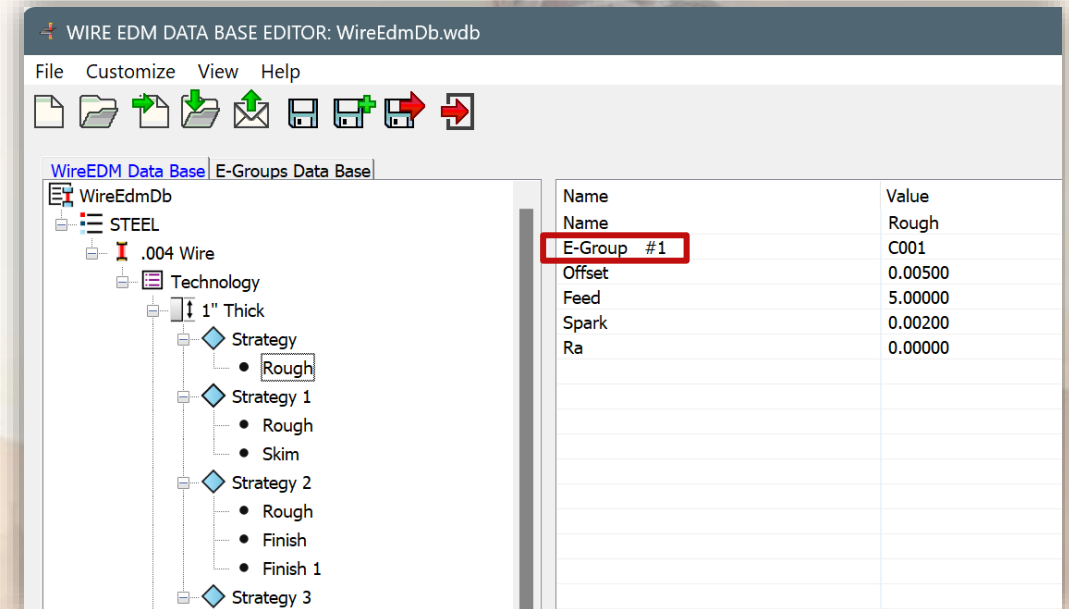 WIRE EDM DATA BASE EDITOR: WireEdmDb.wdb
File Customize View Help
WireEDM Data Base E-Groups Data Base
WireEdmDb
STEEL
.004 Wire
Technology
1" Thick
Strategy
Rough
Strategy 1
Rough
Skim
Strategy 2
Rough
Finish
Finish 1
Strategy 3
Name Value
Name Rough
E-Group #1 C001
Offset 0.00500
Feed 5.00000
Spark 0.00200
Ra 0.00000